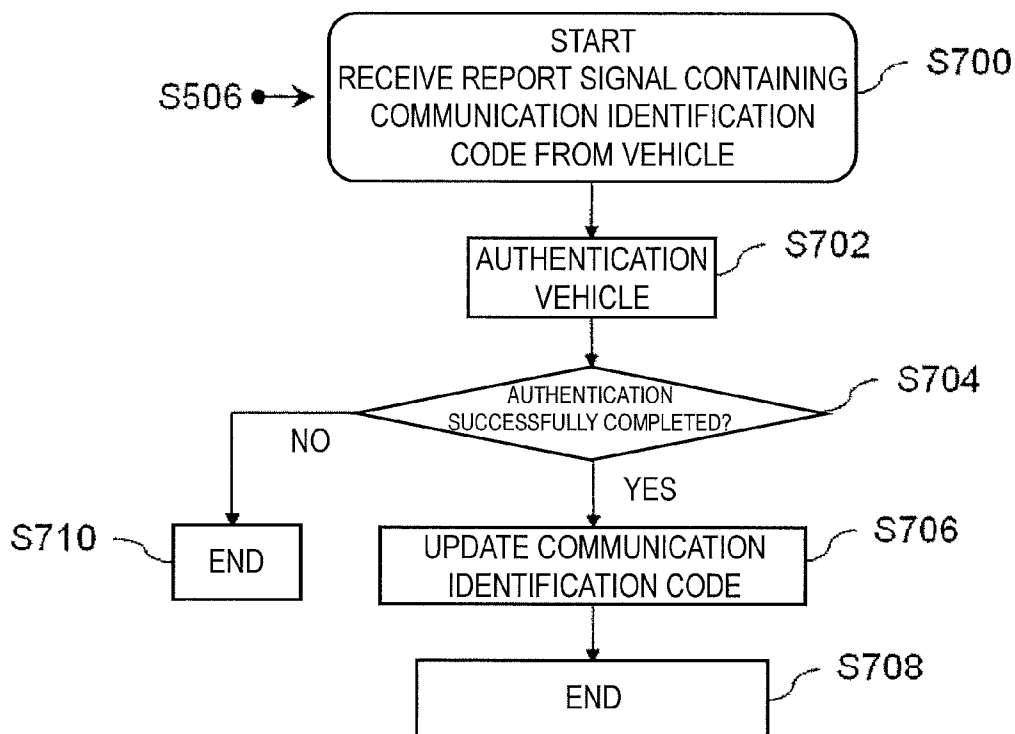 START
RECEIVE REPORT SIGNAL CONTAINING
COMMUNICATION IDENTIFICATION
CODE FROM VEHICLE
S700
S506
AUTHENTICATION
VEHICLE
S702
AUTHENTICATION
SUCCESSFULLY COMPLETED?
S704
NO
YES
S710
END
UPDATE COMMUNICATION
IDENTIFICATION CODE
S706
END
S708